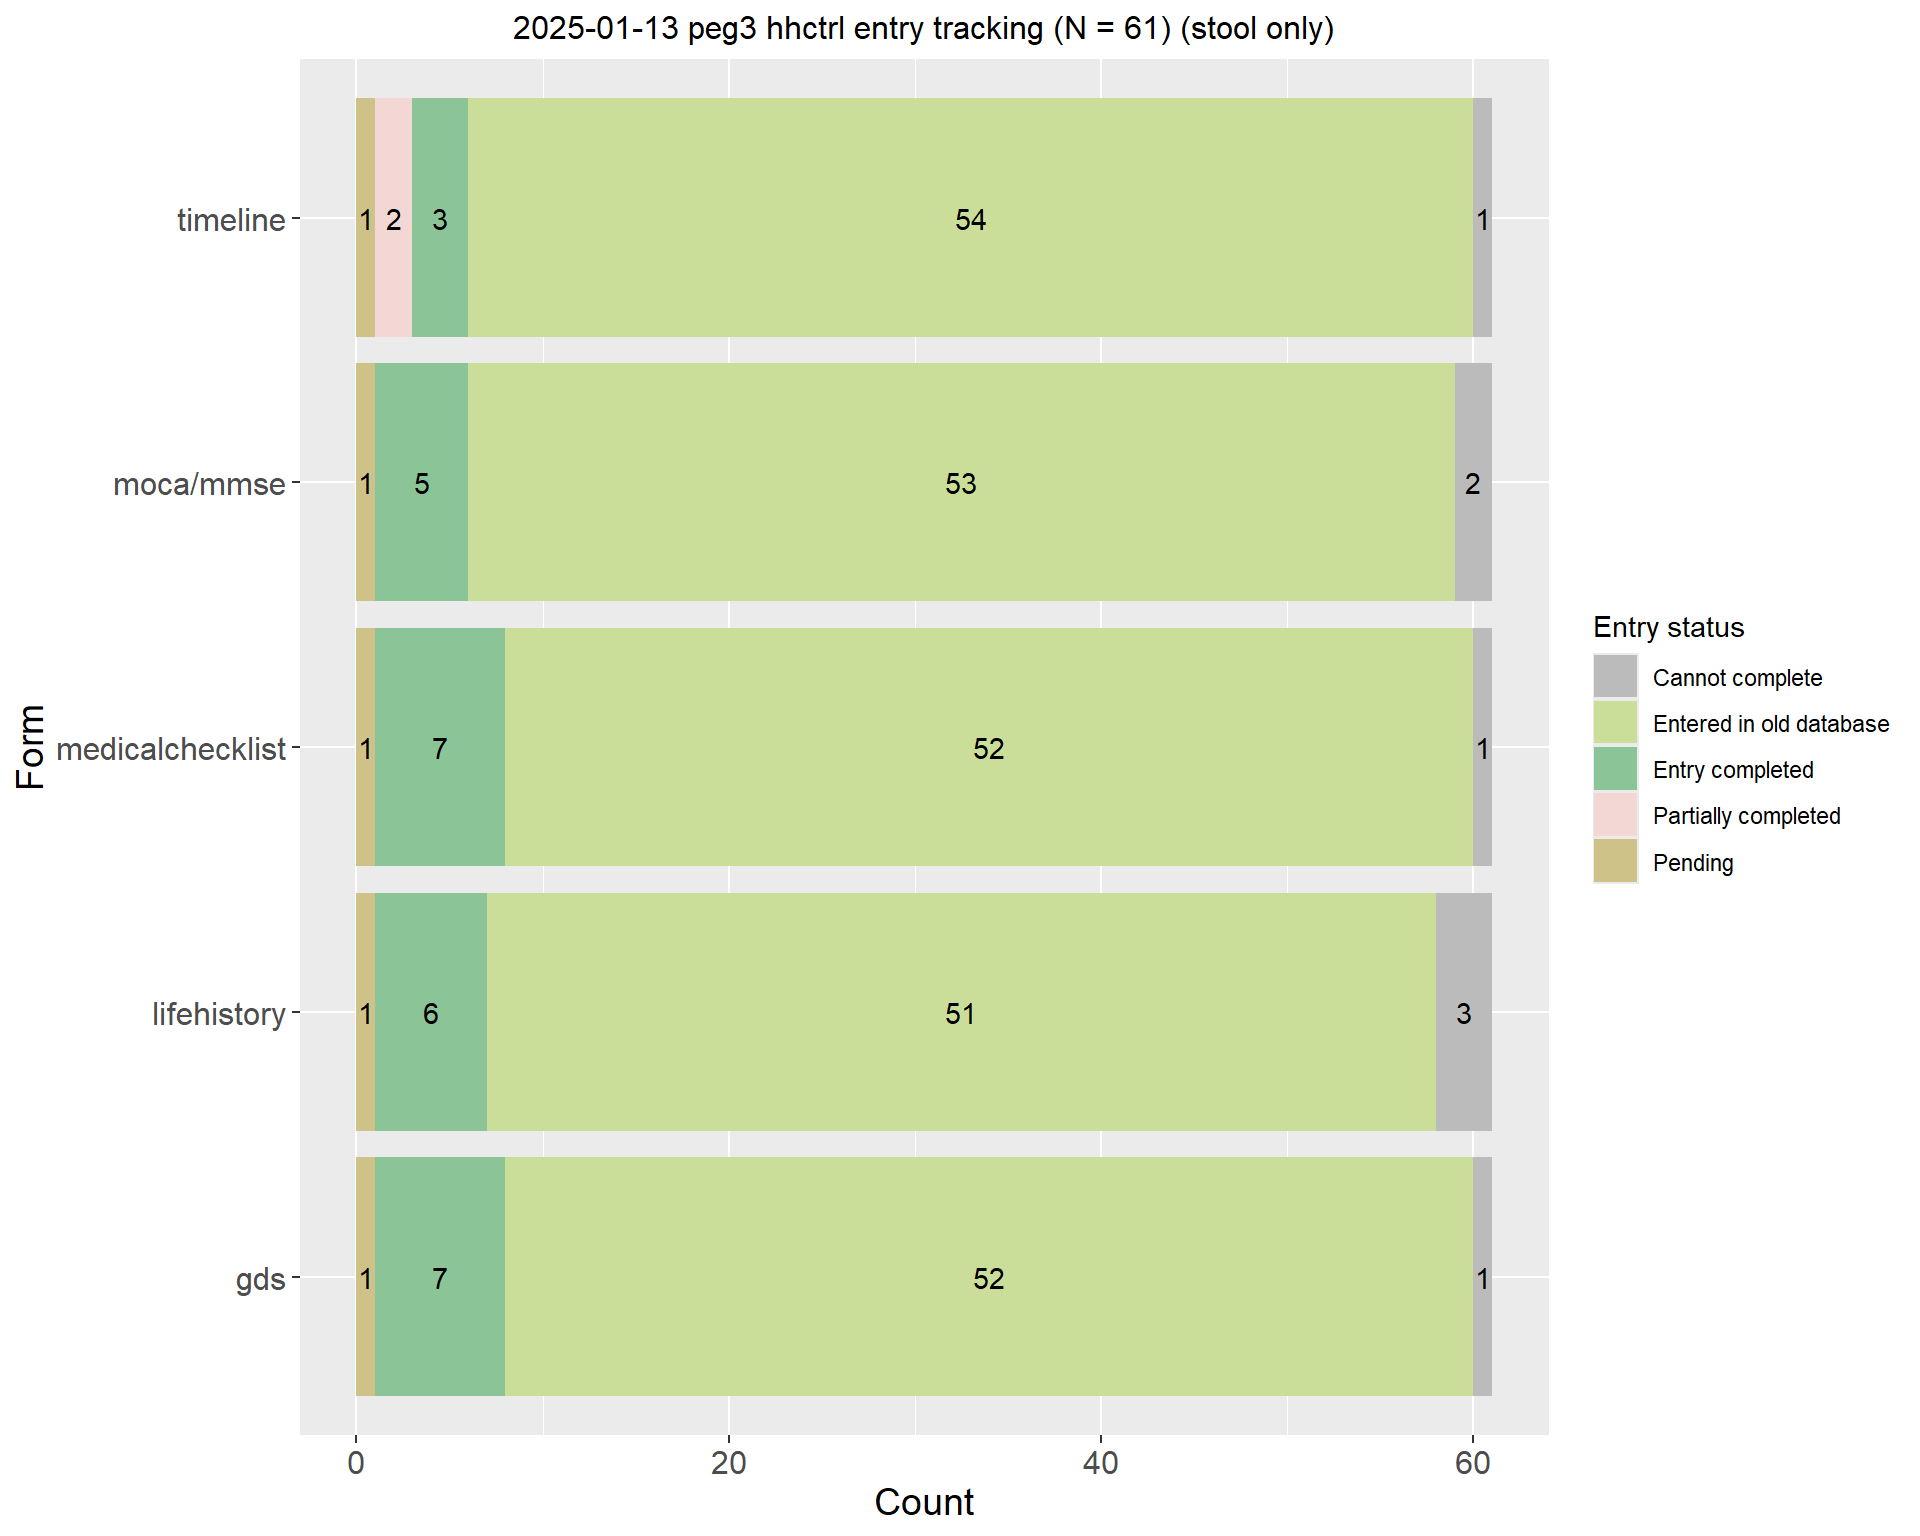 2025-01-13 peg3 hhctrl entry tracking (N = 61) (stool only)
timeline
1 2 3 54 1
moca/mmse
1 5 53 2
medicalchecklist
1 7 52 1
lifehistory
1 6 51 3
gds
1 7 52 1
Form
0 20 40 60
Count
Entry status
Cannot complete
Entered in old database
Entry completed
Partially completed
Pending